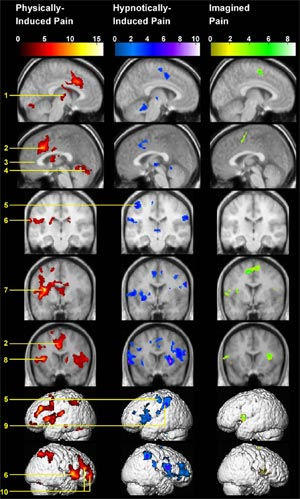 Physically-
Induced Pain
Hypnotically-
Induced Pain
Imagined
Pain
0 5 10 15
0 2 4 6 8 10
0 2 4 6 8
1
2
3
4
5
6
7
2
8
5
9
6
10